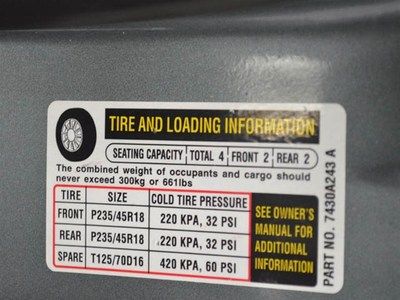 TIRE AND LOADING INFORMATION
SEATING CAPACITY TOTAL 4 FRONT 2 REAR 2
The combined weight of occupants and cargo should
never exceed 300kg or 661lbs
TIRE SIZE COLD TIRE PRESSURE
FRONT P235/45R18 220 KPA, 32 PSI
REAR P235/45R18 220 KPA, 32 PSI
SPARE T125/70D16 420 KPA, 60 PSI
SEE OWNER'S
MANUAL FOR
ADDITIONAL
INFORMATION
PART NO. 7430A243 A